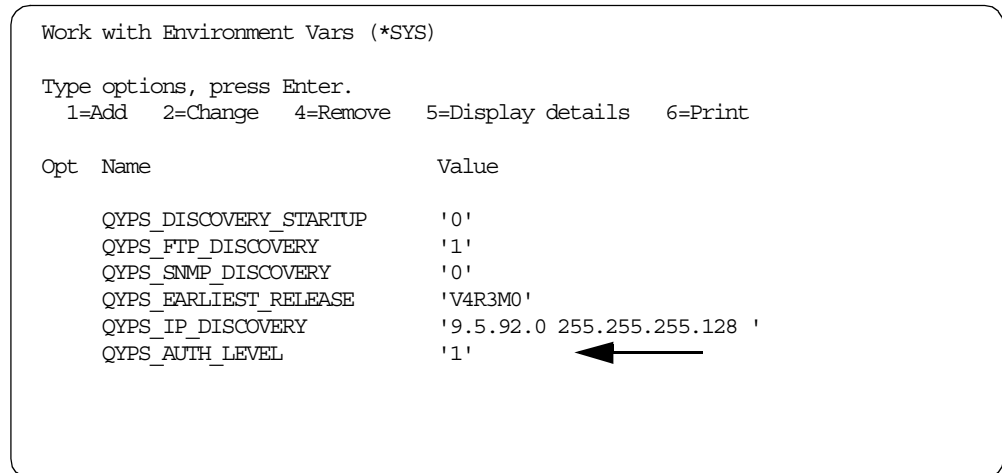 Work with Environment Vars (*SYS)
Type options, press Enter.
1=Add 2=Change 4=Remove 5=Display details 6=Print
Opt Name Value
QYPS_DISCOVERY_STARTUP '0'
QYPS_FTP_DISCOVERY '1'
QYPS_SNMP_DISCOVERY '0'
QYPS_EARLIEST_RELEASE 'V4R3M0'
QYPS_IP_DISCOVERY '9.5.92.0 255.255.255.128 '
QYPS_AUTH_LEVEL '1'